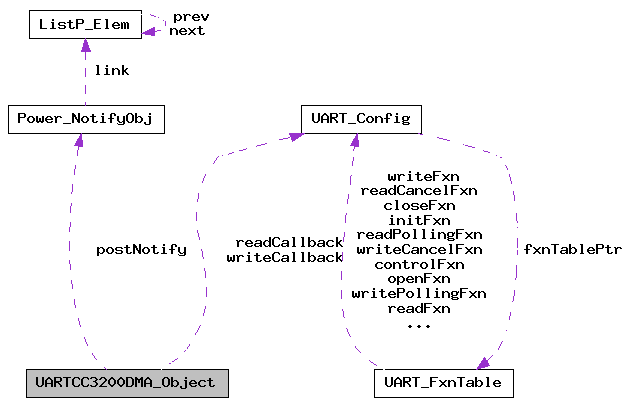 ListP_Elem
prev
next
link
Power_NotifyObj
UART_Config
postNotify
readCallback
writeCallback
writeFxn
readCancelFxn
closeFxn
initFxn
readPollingFxn
writeCancelFxn
controlFxn
openFxn
writePollingFxn
readFxn
...
fxnTablePtr
UARTCC3200DMA_Object
UART_FxnTable